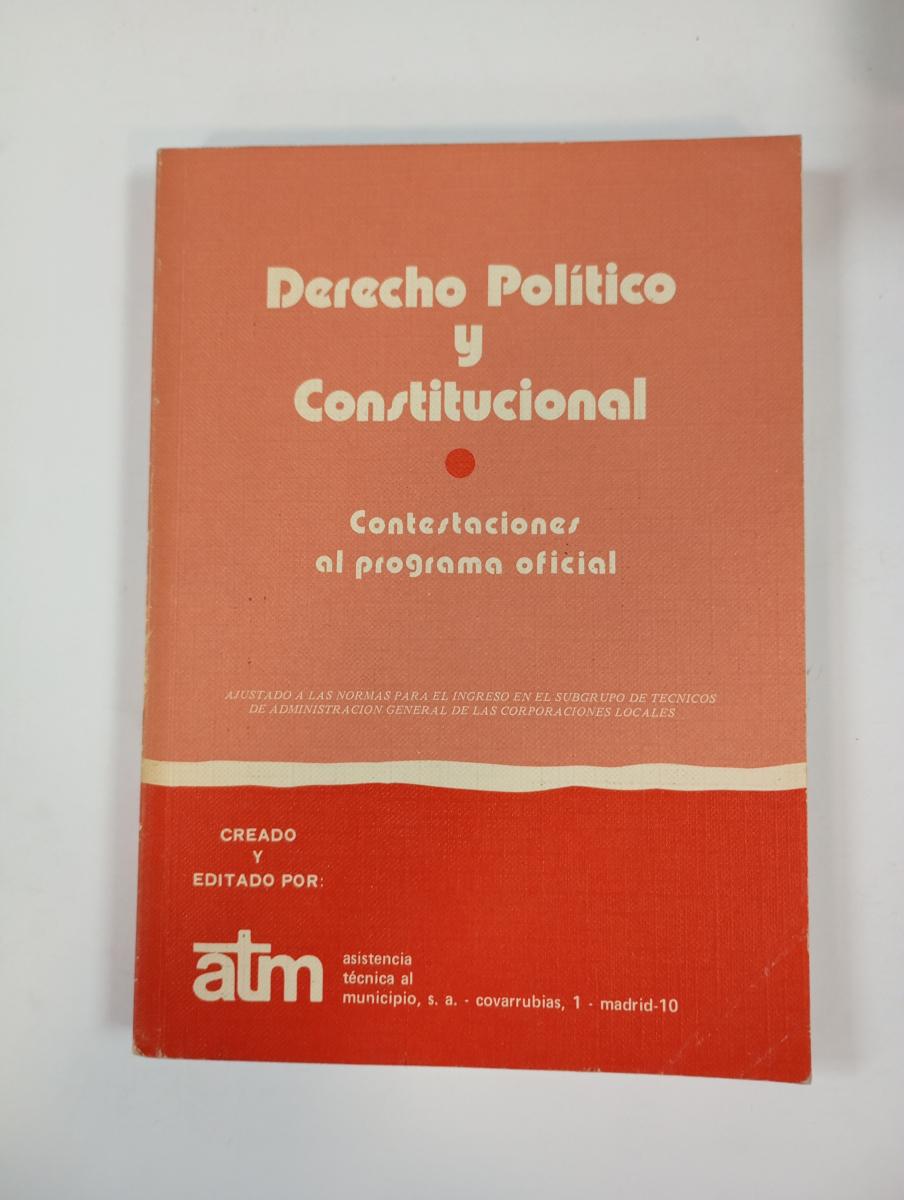 Derecho Político
y
Constitucional
Contestaciones
al programa oficial
AJUSTADO A LAS NORMAS PARA EL INGRESO EN EL SUBGRUPO DE TECNICOS
DE ADMINISTRACION GENERAL DE LAS CORPORACIONES LOCALES
CREADO
Y
EDITADO POR:
atm
asistencia
técnica al
municipio, s. a. - covarrubias, 1 - madrid-10